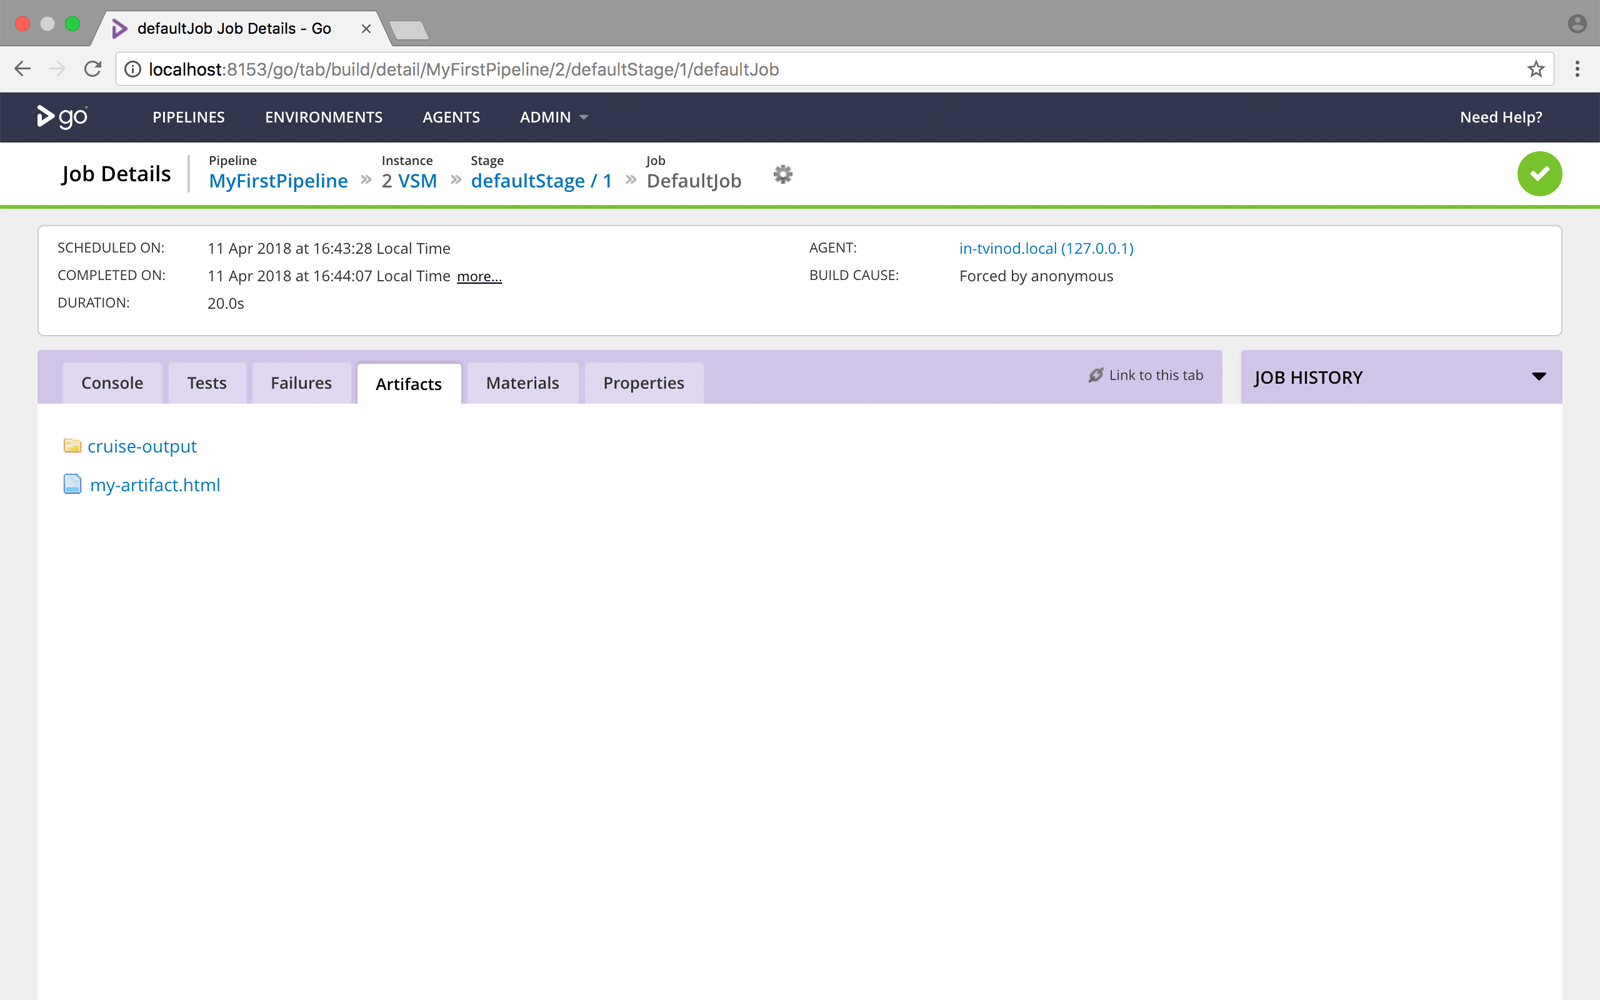 defaultJob Job Details - Go
localhost:8153/go/tab/build/detail/MyFirstPipeline/2/defaultStage/1/defaultJob
go PIPELINES ENVIRONMENTS AGENTS ADMIN Need Help?
Job Details
Pipeline Instance Stage Job
MyFirstPipeline » 2 VSM » defaultStage / 1 » DefaultJob
SCHEDULED ON: 11 Apr 2018 at 16:43:28 Local Time
COMPLETED ON: 11 Apr 2018 at 16:44:07 Local Time more...
DURATION: 20.0s
AGENT: in-tvinod.local (127.0.0.1)
BUILD CAUSE: Forced by anonymous
Console Tests Failures Artifacts Materials Properties Link to this tab
JOB HISTORY
cruise-output
my-artifact.html